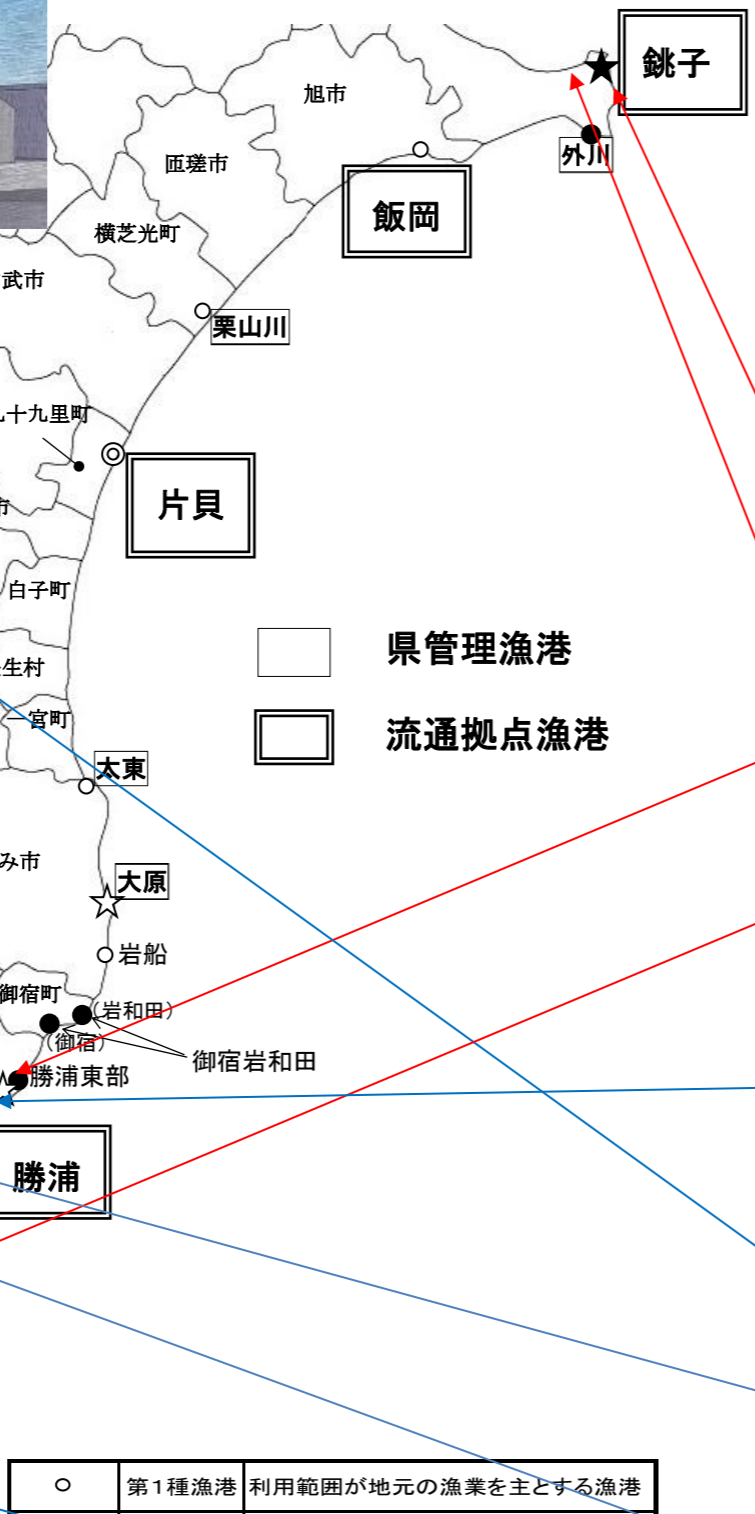 銚子
旭市
外川
匝瑳市
飯岡
横芝光町
武市
栗山川
九十九里町
片貝
市
白子町
県管理漁港
生村
一宮町
流通拠点漁港
太東
み市
大原
岩船
御宿町
(岩和田)
(御宿)
御宿岩和田
勝浦東部
勝浦
○ 第1種漁港 利用範囲が地元の漁業を主とする漁港